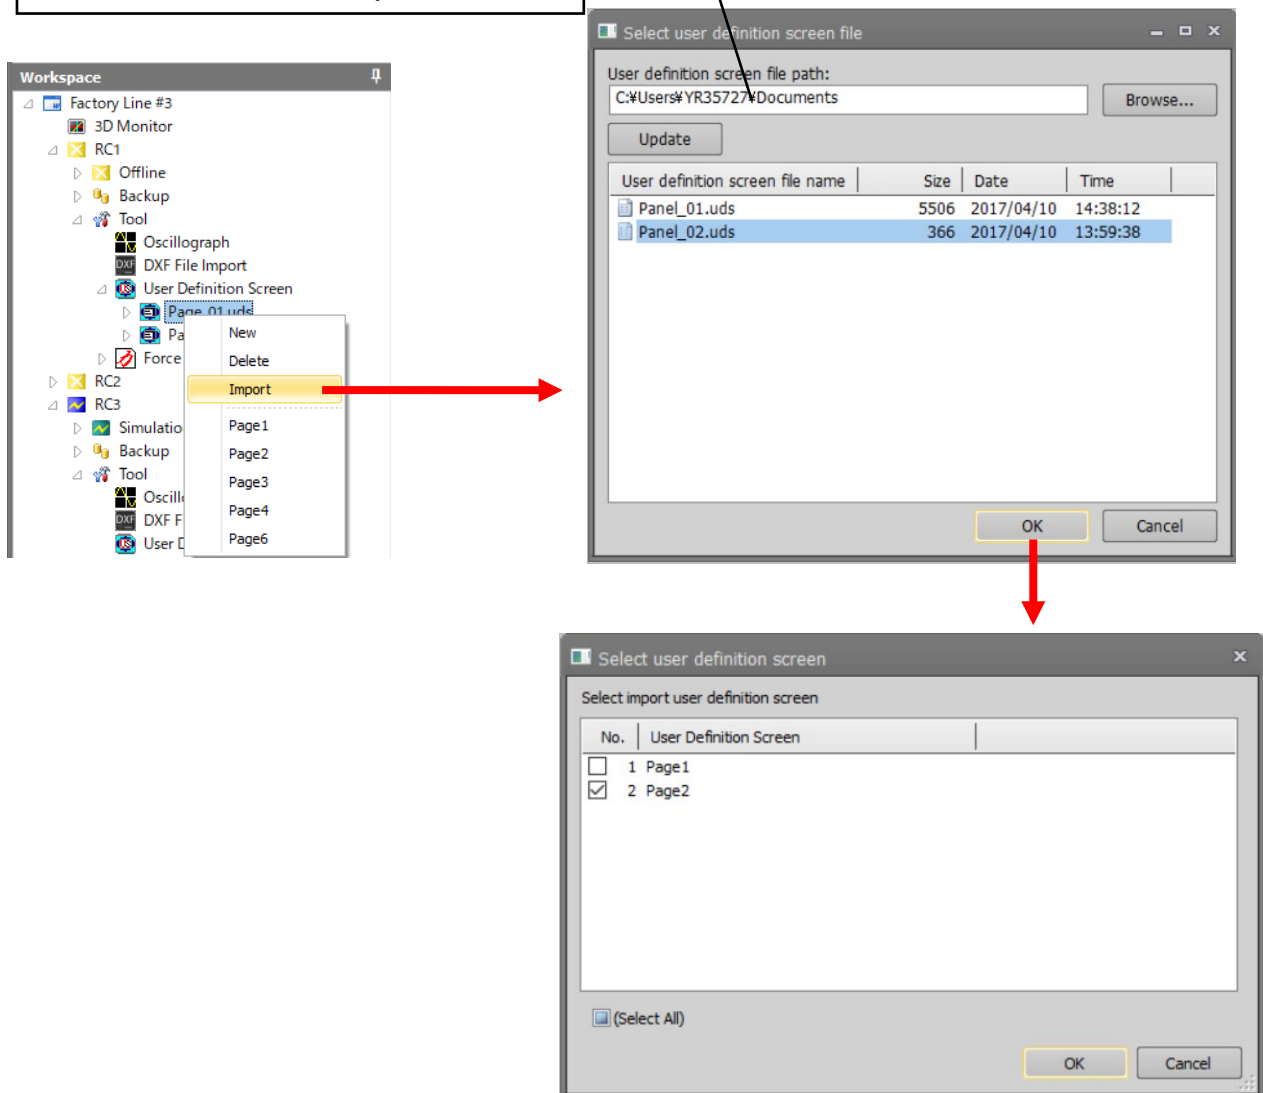 Select user definition screen file
User definition screen file path:
C:¥Users¥YR35727¥Documents
Browse...
Update
User definition screen file name Size Date Time
Panel_01.uds 5506 2017/04/10 14:38:12
Panel_02.uds 366 2017/04/10 13:59:38
OK Cancel
Workspace
Factory Line #3
3D Monitor
RC1
Offline
Backup
Tool
Oscillograph
DXF File Import
User Definition Screen
Page_01.uds
Pa
Force
RC2
RC3
Simulatio
Backup
Tool
Oscill
DXF F
User D
New
Delete
Import
Page1
Page2
Page3
Page4
Page6
Select user definition screen
Select import user definition screen
No. User Definition Screen
1 Page1
2 Page2
(Select All)
OK Cancel